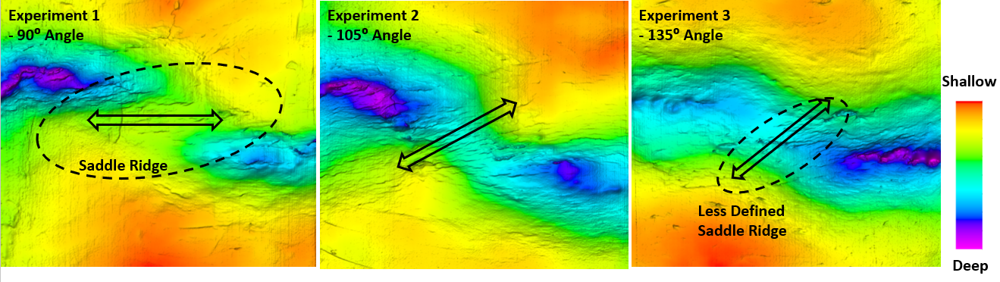 Experiment 1
- 90° Angle
Saddle Ridge
Experiment 2
- 105° Angle
Experiment 3
- 135° Angle
Less Defined
Saddle Ridge
Shallow
Deep